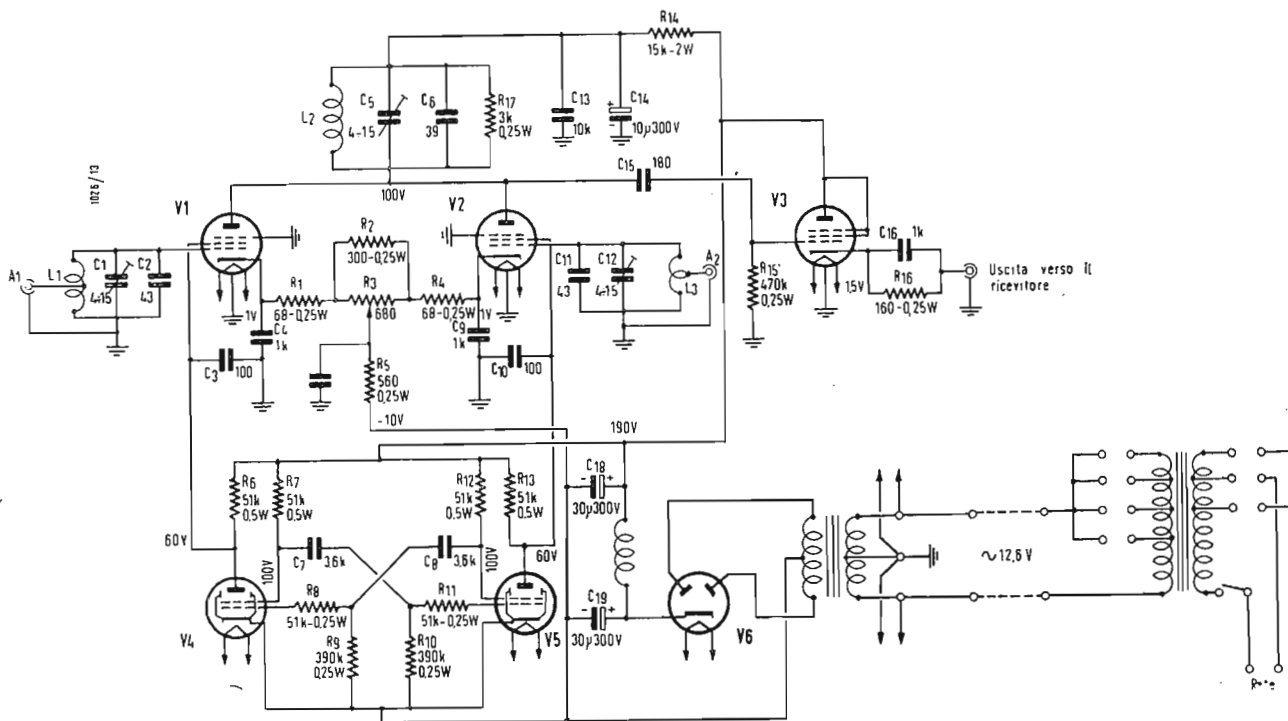 R14
15k-2W
C5
4-15
C6
39
R17
3k
0,25W
C13
10k
+
C14
-
10µ300V
L2
C15
180
100V
1026/13
V1
V2
V3
R2
300-0,25W
A1
L1
C1
4-15
C2
43
R1
68-0,25W
R3
680
R4
68-0,25W
C11
43
C12
4-15
A2
L3
C16
1k
R15
470k
0,25W
R16
160-0,25W
1,5V
Uscita verso il
ricevitore
1V
C4
1k
1V
C9
1k
C3
100
R5
560
0,25W
C10
100
-10V
190V
R6
51k
0,5W
R7
51k
0,5W
R12
51k
0,5W
R13
51k
0,5W
C18
- +
30µ300V
60V
100V
C7
3,6k
C8
3,6k
100V
60V
∼12,6 V
R8
51k-0,25W
R11
51k-0,25W
C19
- +
30µ300V
V4
V5
V6
R9
390k
0,25W
R10
390k
0,25W